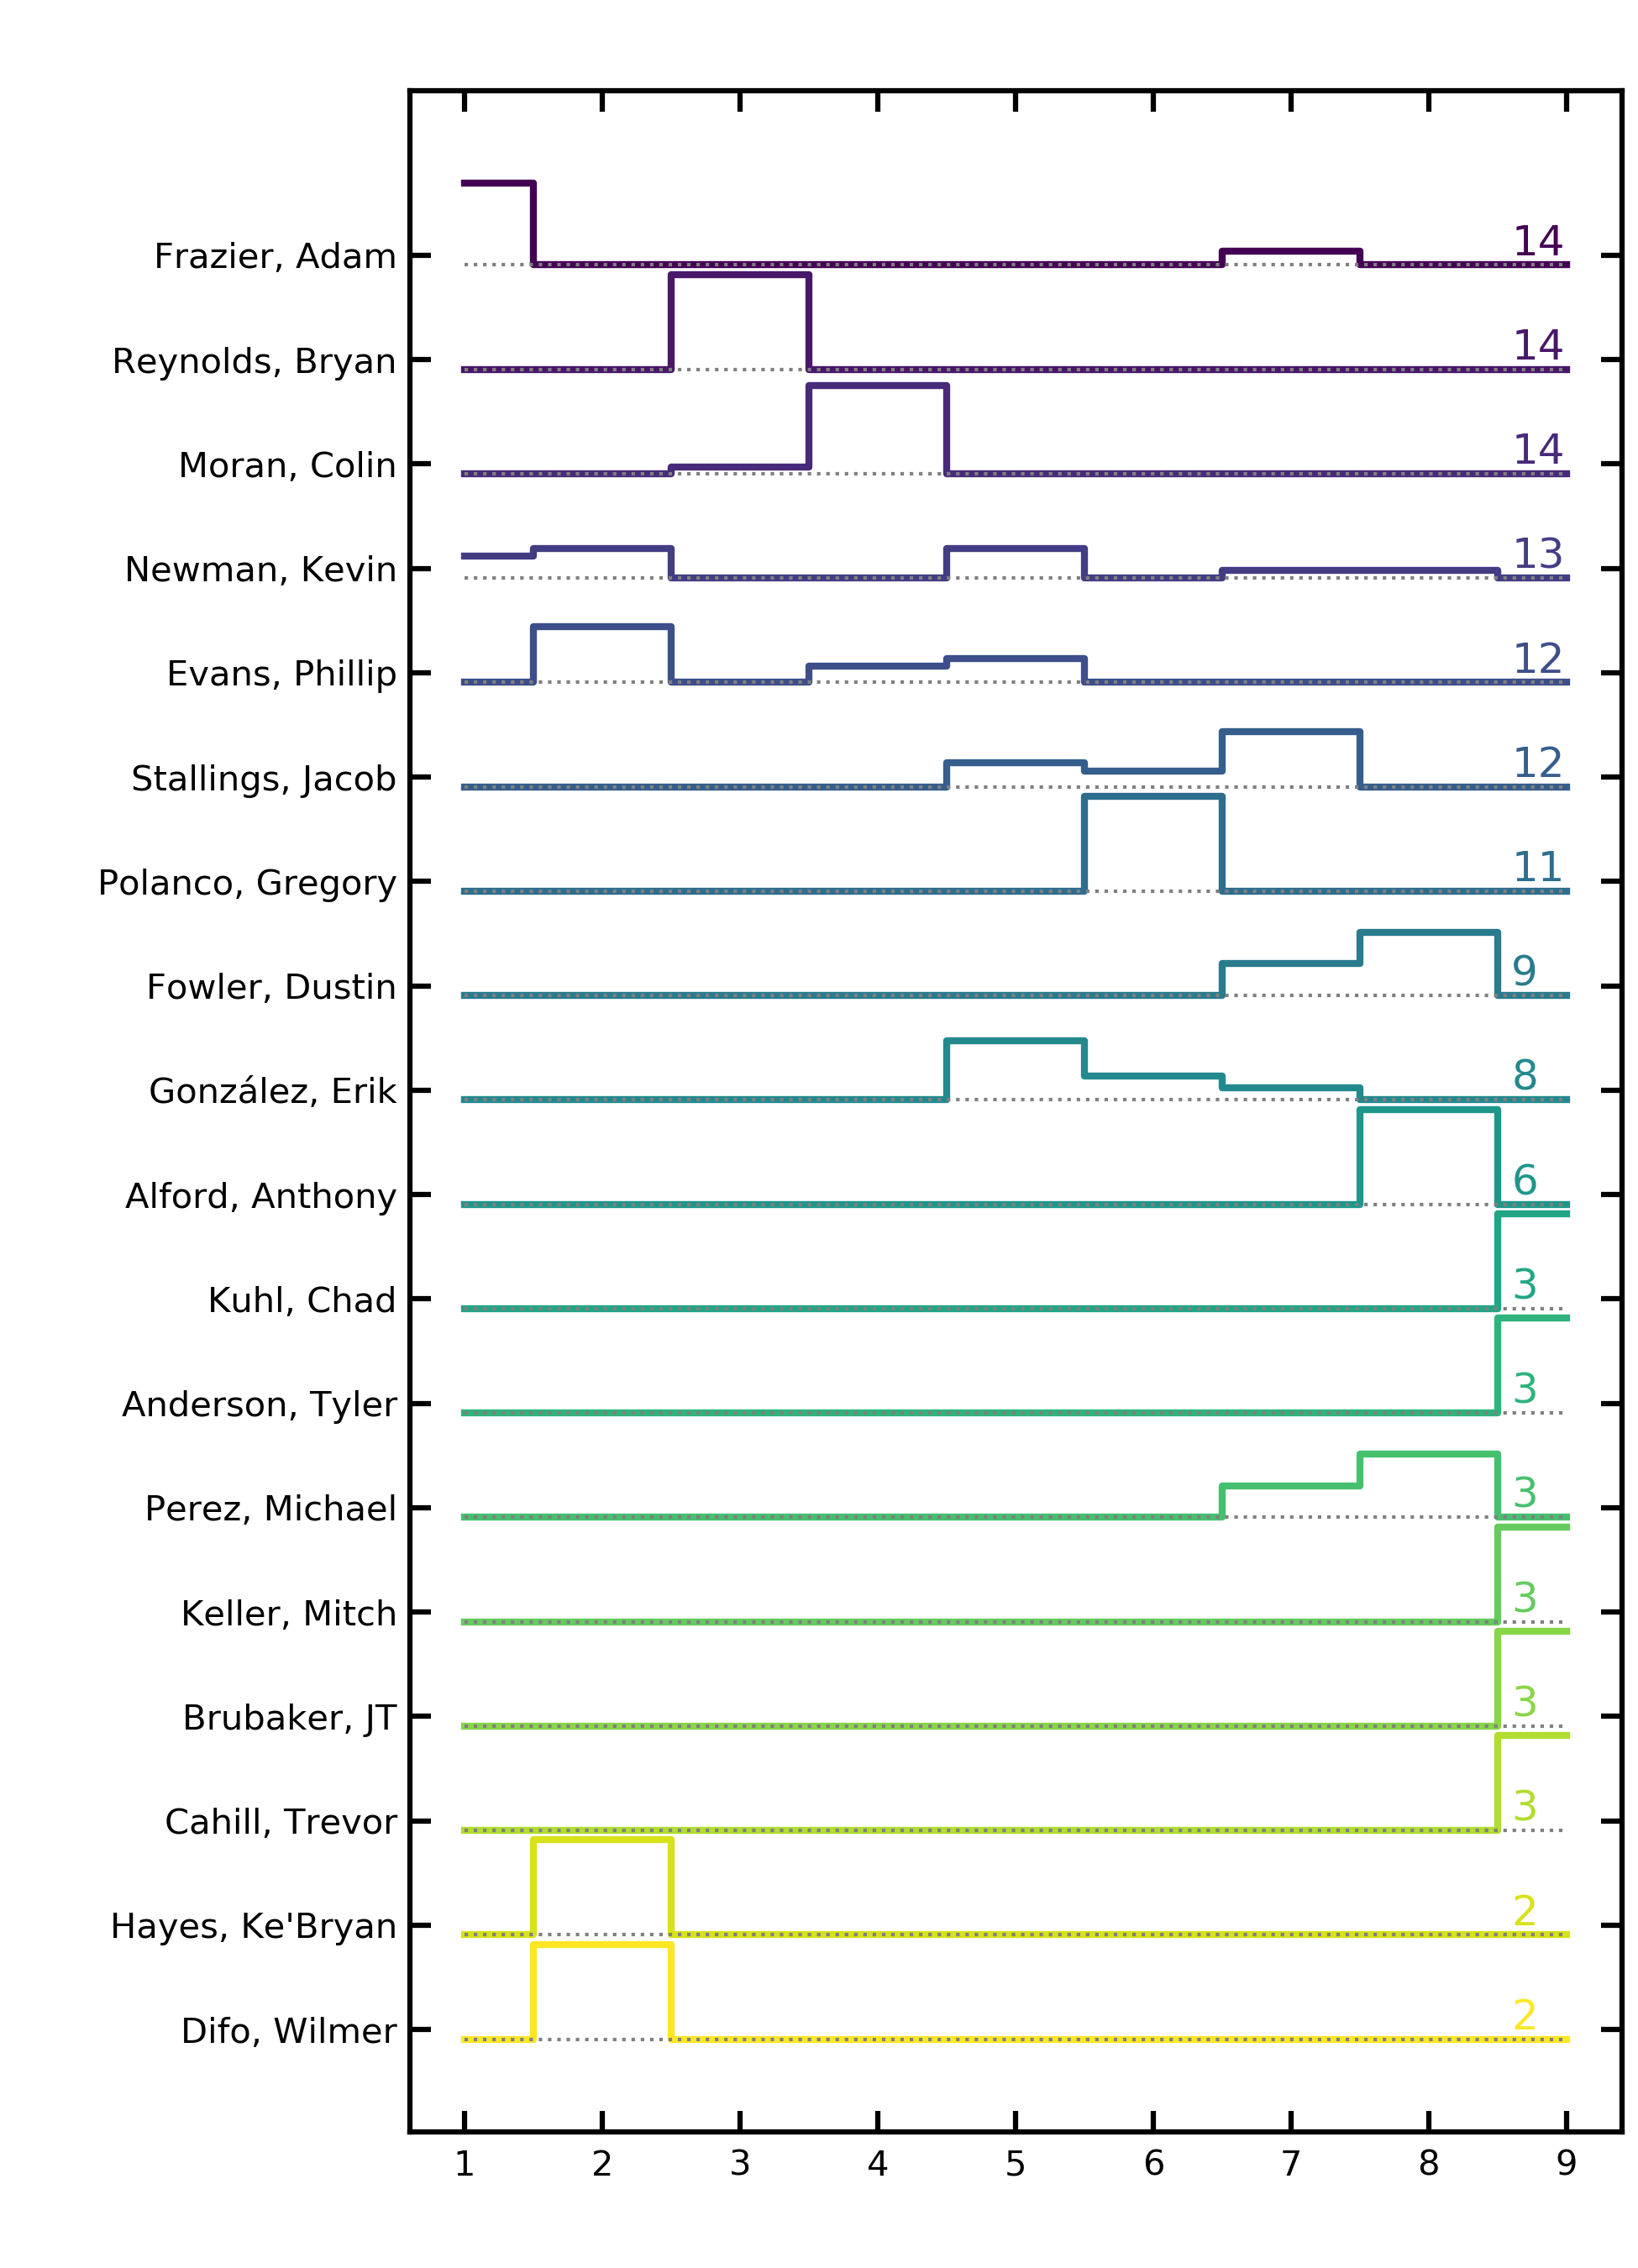 Frazier, Adam 14
Reynolds, Bryan 14
Moran, Colin 14
Newman, Kevin 13
Evans, Phillip 12
Stallings, Jacob 12
Polanco, Gregory 11
Fowler, Dustin 9
González, Erik 8
Alford, Anthony 6
Kuhl, Chad 3
Anderson, Tyler 3
Perez, Michael 3
Keller, Mitch 3
Brubaker, JT 3
Cahill, Trevor 3
Hayes, Ke'Bryan 2
Difo, Wilmer 2
1 2 3 4 5 6 7 8 9